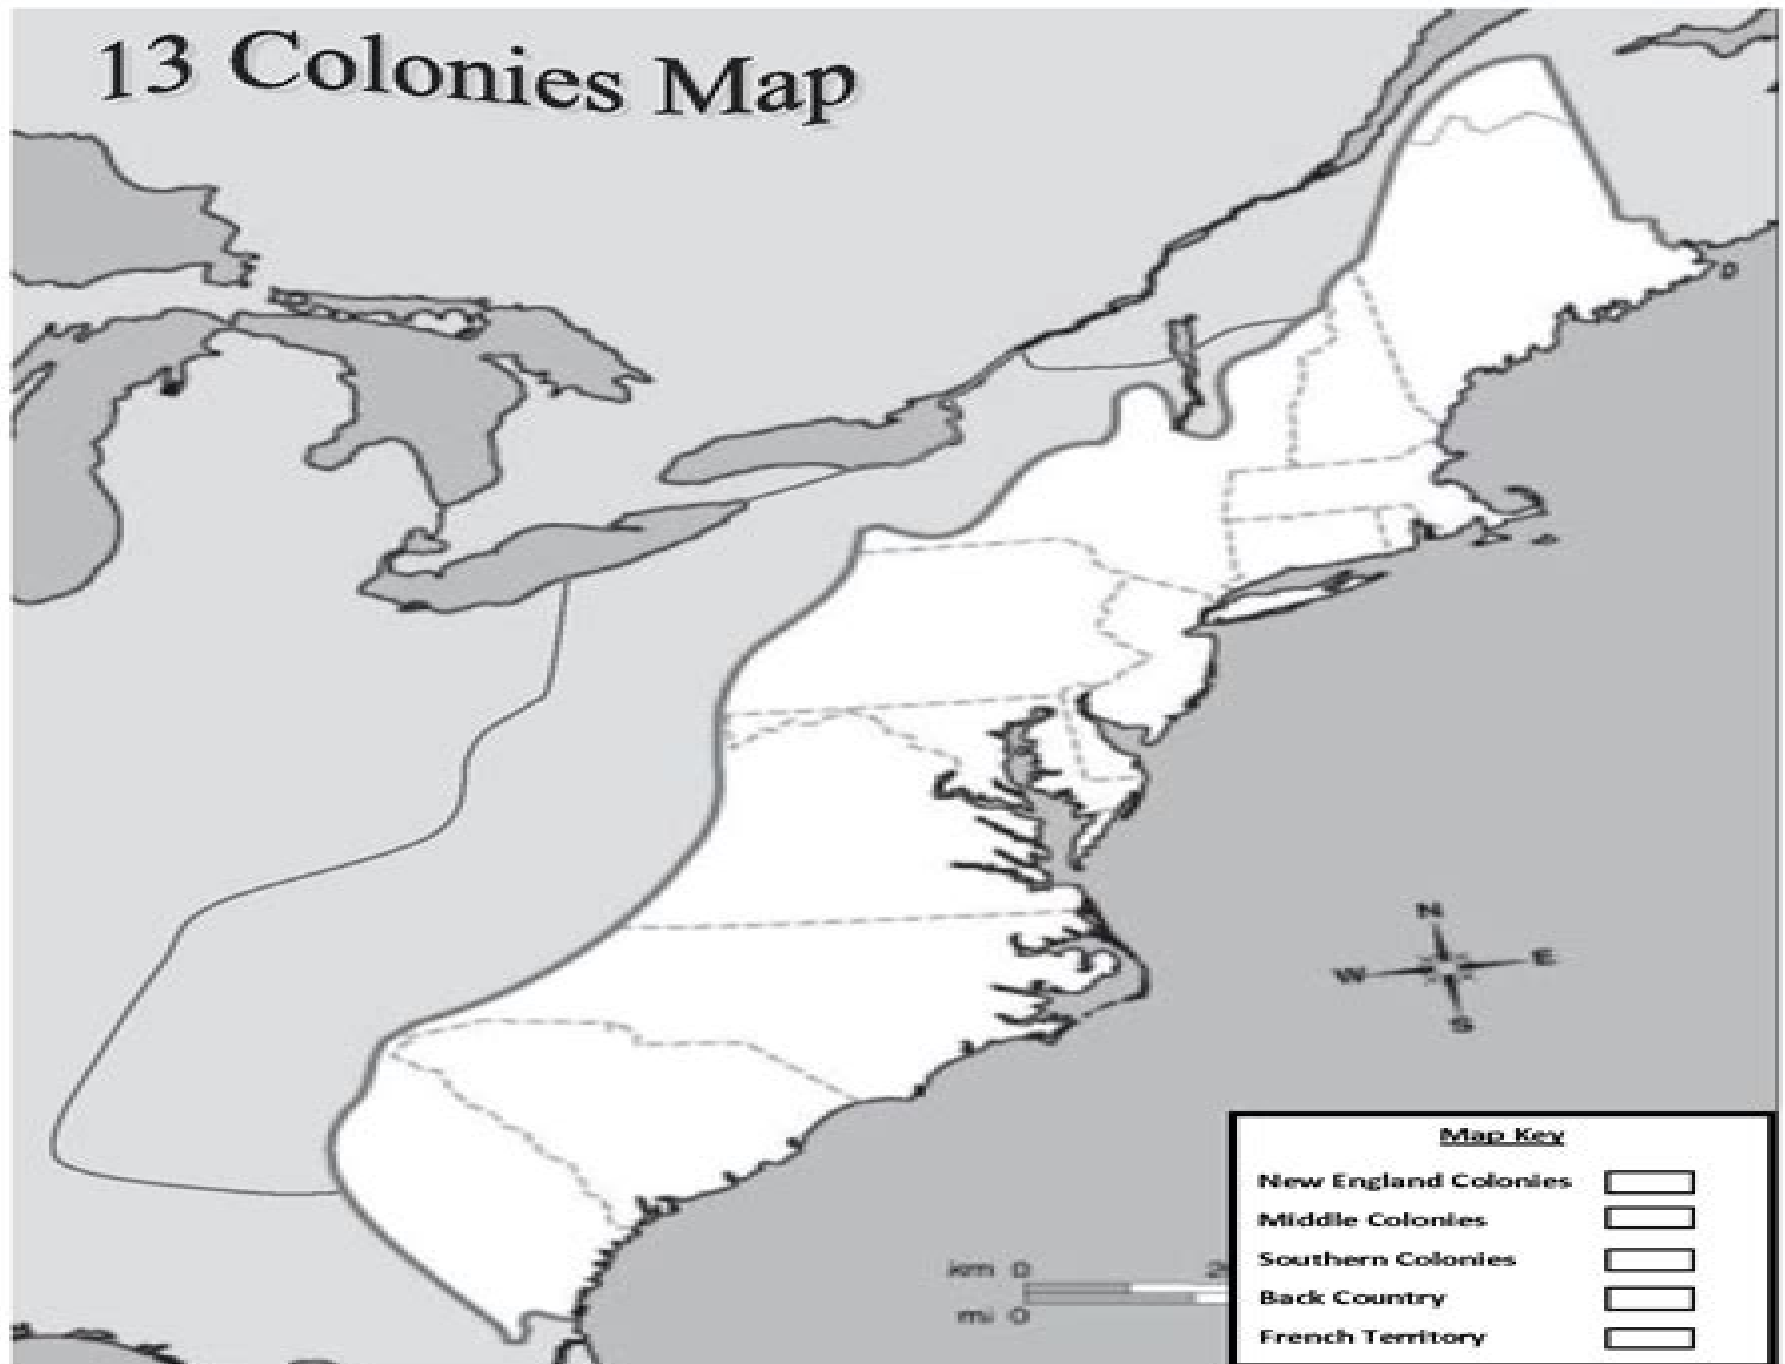 13 Colonies Map
N
W E
S
km 0
mi 0
Map Key
New England Colonies
Middle Colonies
Southern Colonies
Back Country
French Territory